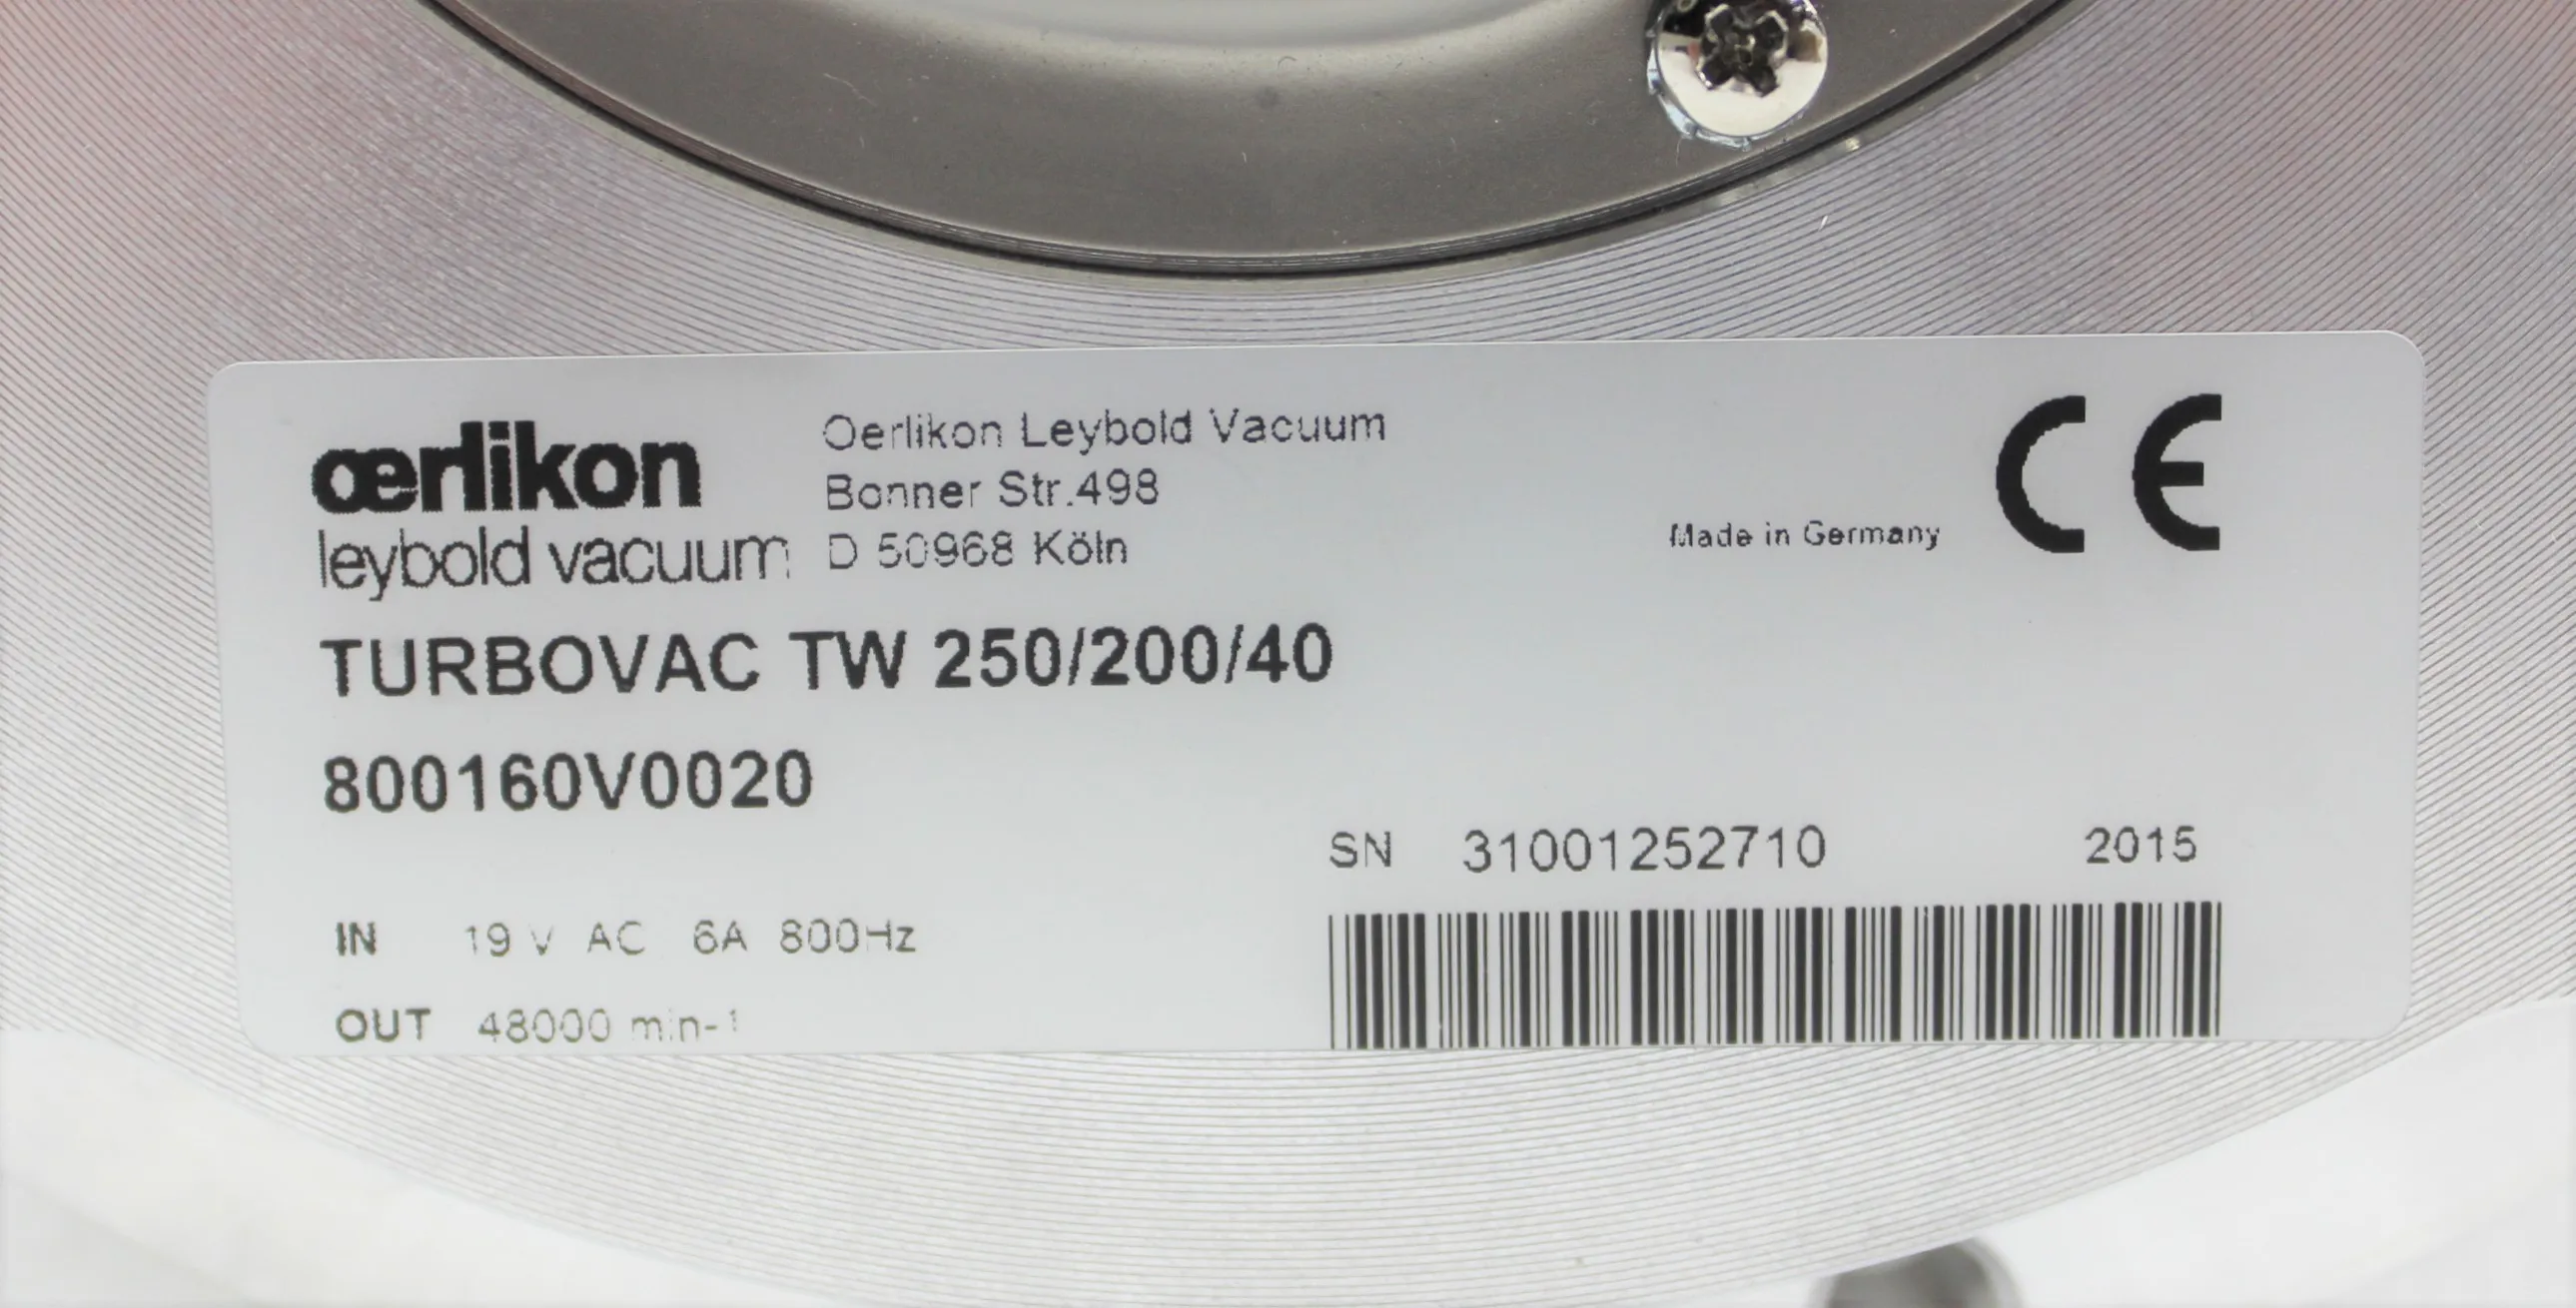 œrlikon
leybold vacuum
Oerlikon Leybold Vacuum
Bonner Str.498
D 50968 Köln
Made in Germany
CE
TURBOVAC TW 250/200/40
800160V0020
SN 31001252710 2015
IN 19 V AC 6A 800Hz
OUT 48000 min-1